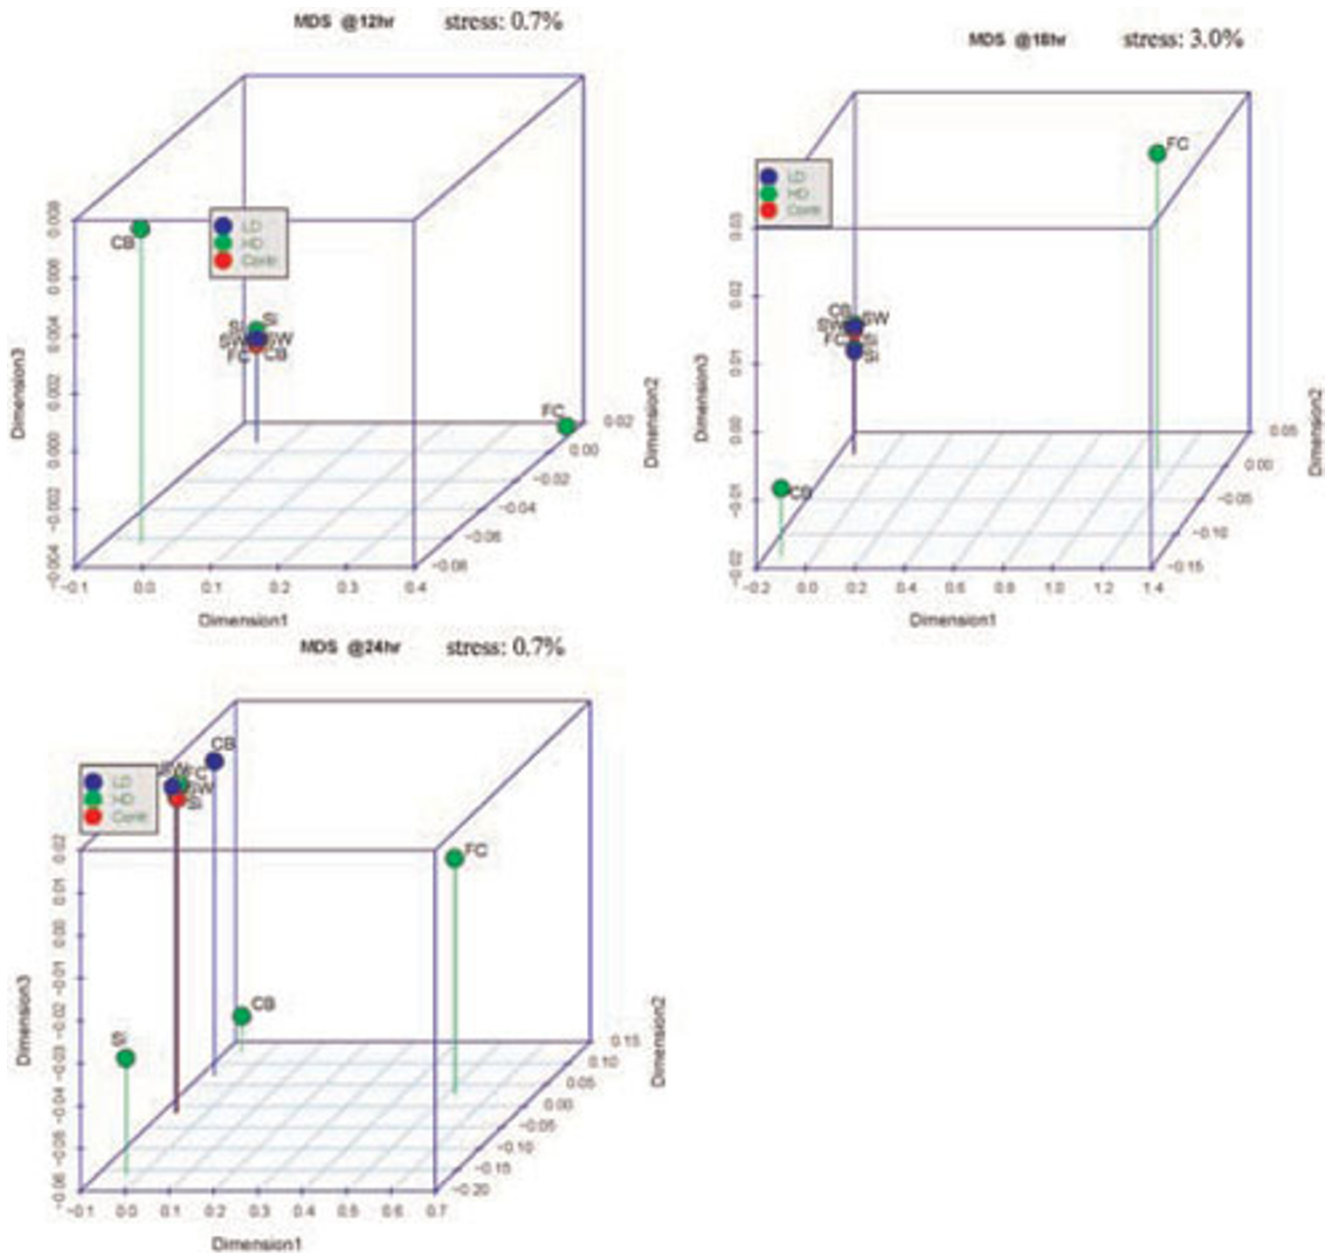 MDS @12hr stress: 0.7%
LD
HD
Contr
CB
SI
SI
SW SW
FC CB
FC
0.008
0.006
0.004
0.002
0.000
-0.002
-0.004
Dimension3
-0.1 0.0 0.1 0.2 0.3 0.4
Dimension1
0.02
0.00
-0.02
-0.04
-0.06
-0.08
Dimension2
MDS @18hr stress: 3.0%
LD
HD
Contr
FC
CB
SW SW
FC SI
SI
CB
0.03
0.02
0.01
0.00
-0.01
-0.02
Dimension3
-0.2 0.0 0.2 0.4 0.6 0.8 1.0 1.2 1.4
Dimension1
0.05
0.00
-0.05
-0.10
-0.15
Dimension2
MDS @24hr stress: 0.7%
LD
HD
Contr
CB
SW FC
SW
SI
FC
CB
SI
0.02
0.01
0.00
-0.01
-0.02
-0.03
-0.04
-0.05
-0.06
Dimension3
-0.1 0.0 0.1 0.2 0.3 0.4 0.5 0.6 0.7
Dimension1
0.15
0.10
0.05
0.00
-0.05
-0.10
-0.15
-0.20
Dimension2